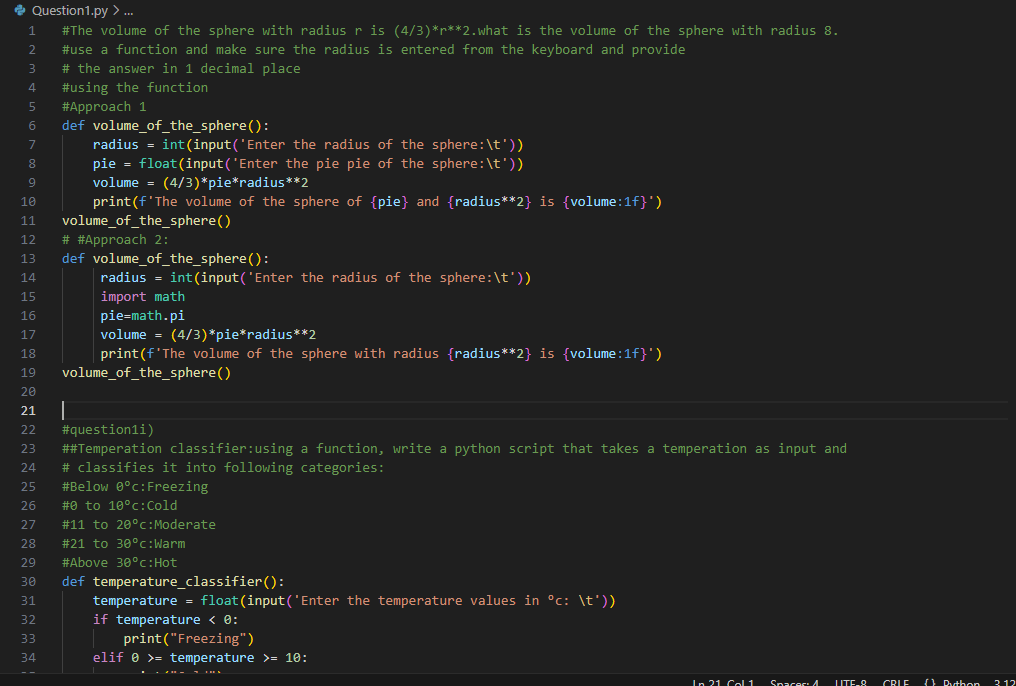 Question1.py > ...
1 #The volume of the sphere with radius r is (4/3)*r**2.what is the volume of the sphere with radius 8.
2 #use a function and make sure the radius is entered from the keyboard and provide
3 # the answer in 1 decimal place
4 #using the function
5 #Approach 1
6 def volume_of_the_sphere():
7     radius = int(input('Enter the radius of the sphere:\t'))
8     pie = float(input('Enter the pie pie of the sphere:\t'))
9     volume = (4/3)*pie*radius**2
10     print(f'The volume of the sphere of {pie} and {radius**2} is {volume:1f}')
11 volume_of_the_sphere()
12 # #Approach 2:
13 def volume_of_the_sphere():
14      radius = int(input('Enter the radius of the sphere:\t'))
15      import math
16      pie=math.pi
17      volume = (4/3)*pie*radius**2
18      print(f'The volume of the sphere with radius {radius**2} is {volume:1f}')
19 volume_of_the_sphere()
20
21
22 #question1i)
23 ##Temperation classifier:using a function, write a python script that takes a temperation as input and
24 # classifies it into following categories:
25 #Below 0°c:Freezing
26 #0 to 10°c:Cold
27 #11 to 20°c:Moderate
28 #21 to 30°c:Warm
29 #Above 30°c:Hot
30 def temperature_classifier():
31     temperature = float(input('Enter the temperature values in °c: \t'))
32     if temperature < 0:
33         print("Freezing")
34     elif 0 >= temperature >= 10:
Ln 21, Col 1 Spaces: 4 UTF-8 CRLF {} Python 3.12